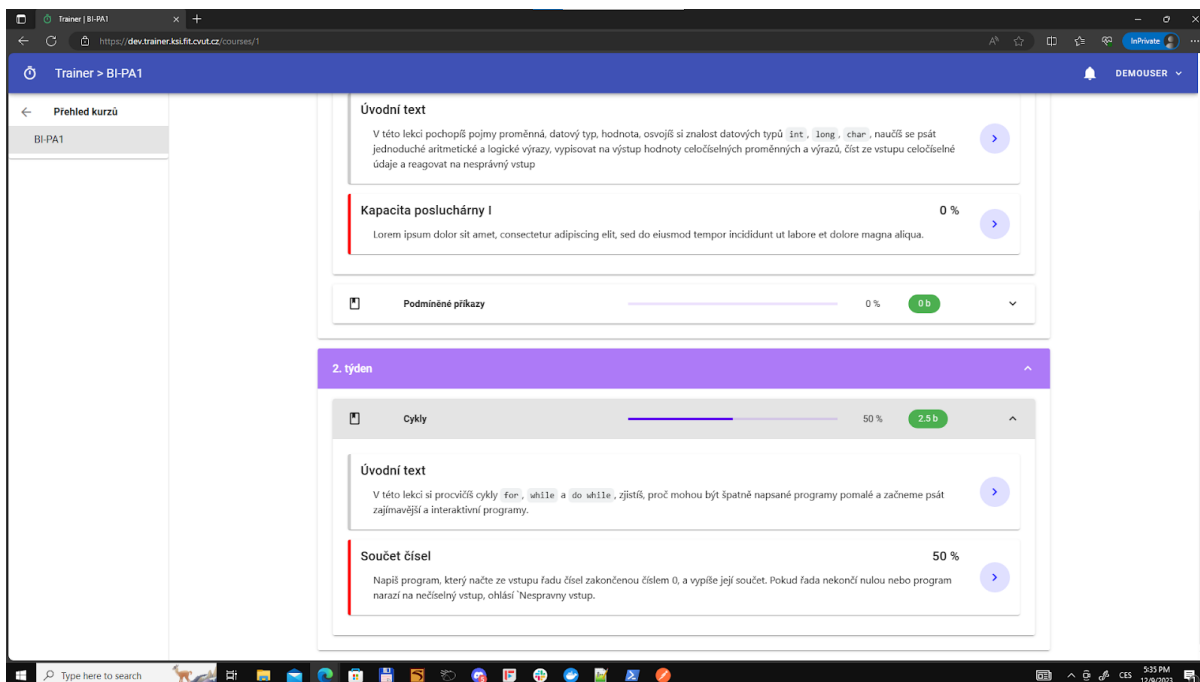 Trainer | BI-PA1
https://dev.trainer.ksi.fit.cvut.cz/courses/1
InPrivate
Trainer > BI-PA1
DEMOUSER
Přehled kurzů
BI-PA1
Úvodní text
V této lekci pochopíš pojmy proměnná, datový typ, hodnota, osvojíš si znalost datových typů int, long, char, naučíš se psát
jednoduché aritmetické a logické výrazy, vypisovat na výstup hodnoty celočíselných proměnných a výrazů, číst ze vstupu celočíselné
údaje a reagovat na nesprávný vstup
Kapacita posluchárny I
0 %
Lorem ipsum dolor sit amet, consectetur adipiscing elit, sed do eiusmod tempor incididunt ut labore et dolore magna aliqua.
Podmíněné příkazy
0 %
0 b
2. týden
Cykly
50 %
2.5 b
Úvodní text
V této lekci si procvičíš cykly for, while a do while, zjistíš, proč mohou být špatně napsané programy pomalé a začneme psát
zajímavější a interaktivní programy.
Součet čísel
50 %
Napiš program, který načte ze vstupu řadu čísel zakončenou číslem 0, a vypíše její součet. Pokud řada nekončí nulou nebo program
narazí na nečíselný vstup, ohlásí `Nespravny vstup.
Type here to search
CES
5:35 PM
12/9/2023